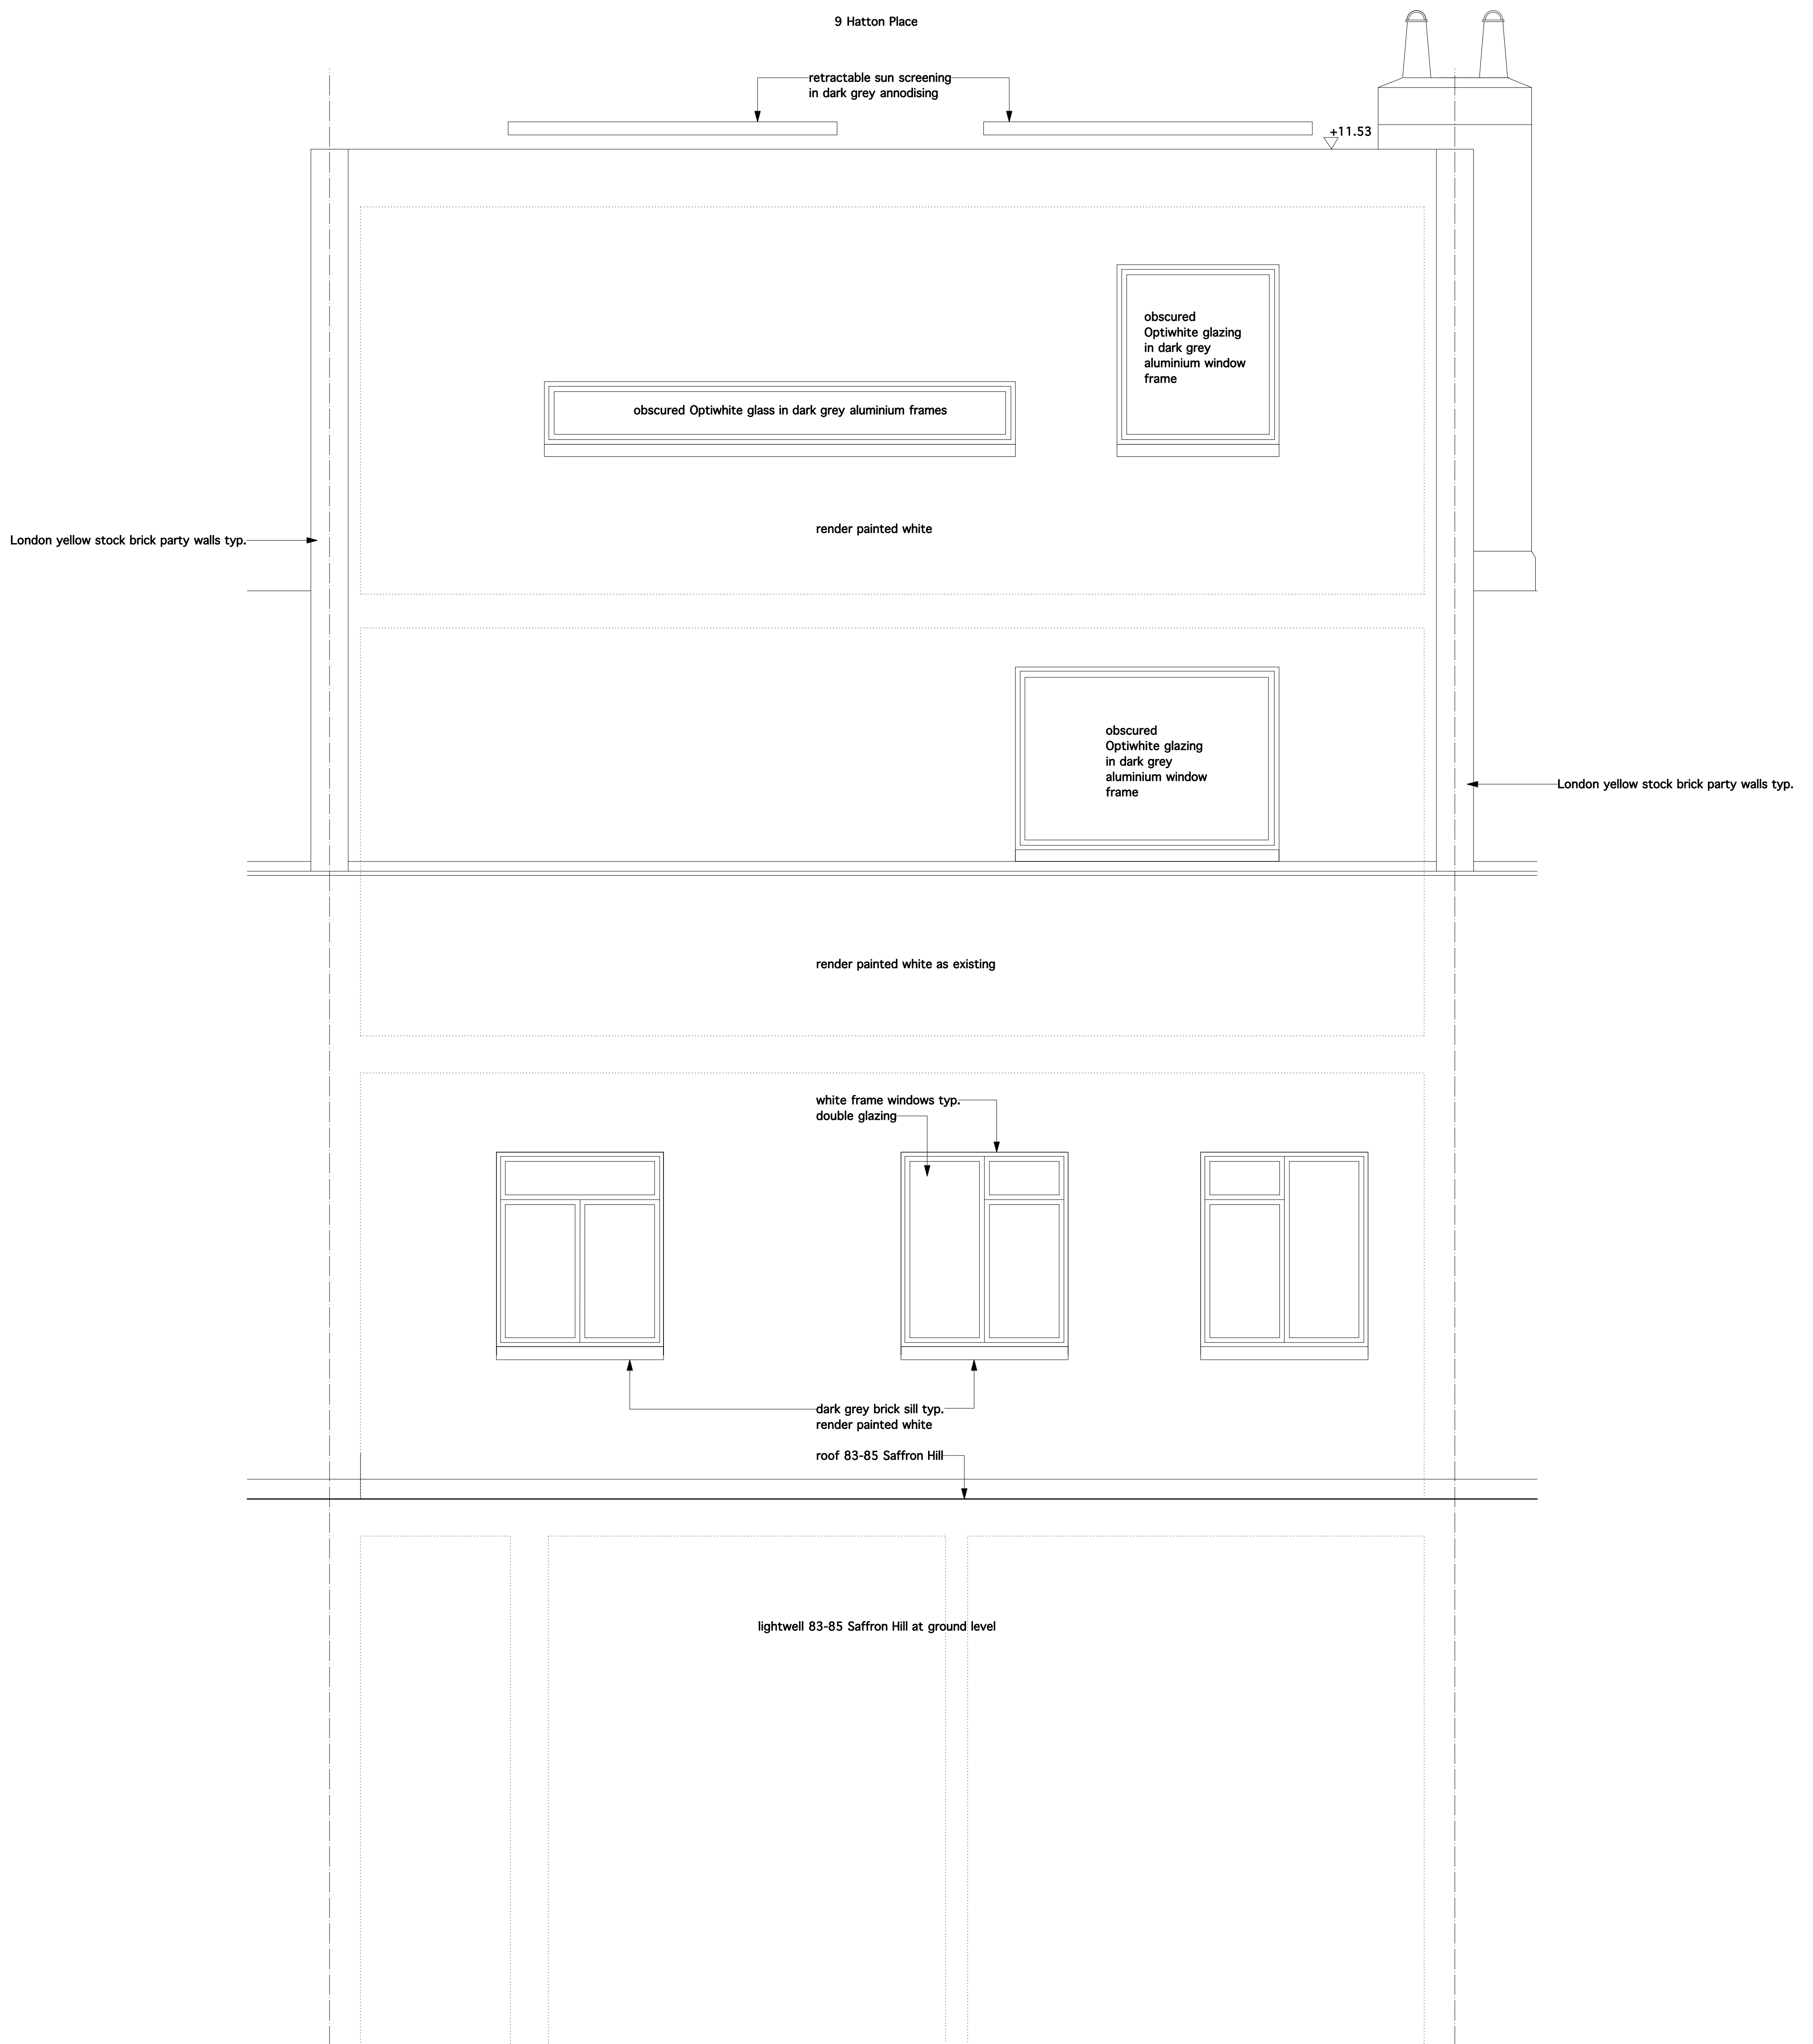 9 Hatton Place
retractable sun screening
in dark grey annodising
+11.53
obscured
Optiwhite glazing
in dark grey
aluminium window
frame
obscured Optiwhite glass in dark grey aluminium frames
render painted white
London yellow stock brick party walls typ.
obscured
Optiwhite glazing
in dark grey
aluminium window
frame
London yellow stock brick party walls typ.
render painted white as existing
white frame windows typ.
double glazing
dark grey brick sill typ.
render painted white
roof 83-85 Saffron Hill
lightwell 83-85 Saffron Hill at ground level